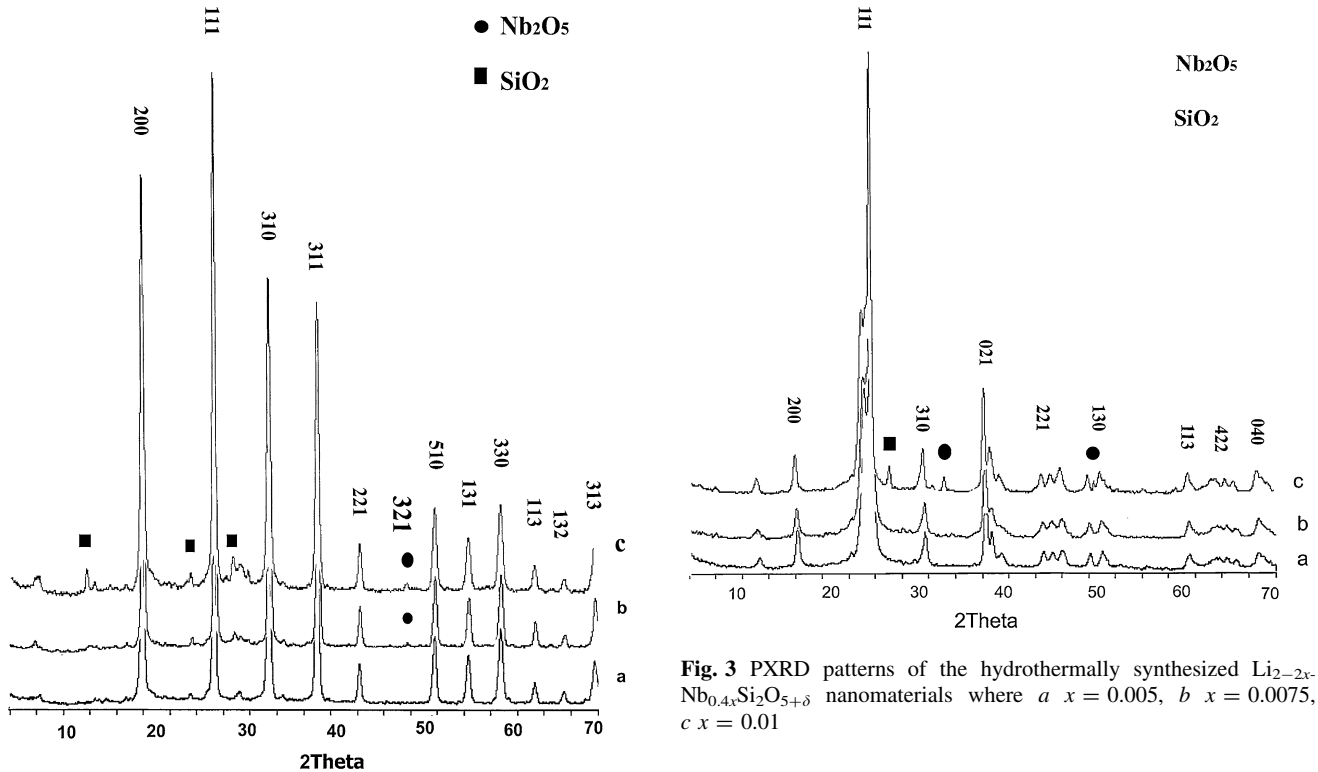 111
● Nb₂O₅
■ SiO₂
200
310
311
510
330
221
321
131
113
132
313
c
b
a
10 20 30 40 50 60 70
2Theta
111
Nb₂O₅
SiO₂
021
200
310
221
130
113
422
040
c
b
a
10 20 30 40 50 60 70
2Theta
Fig. 3 PXRD patterns of the hydrothermally synthesized Li₂₋₂ₓ-
Nb₀.₄ₓSi₂O₅₊δ nanomaterials where a x = 0.005, b x = 0.0075,
c x = 0.01